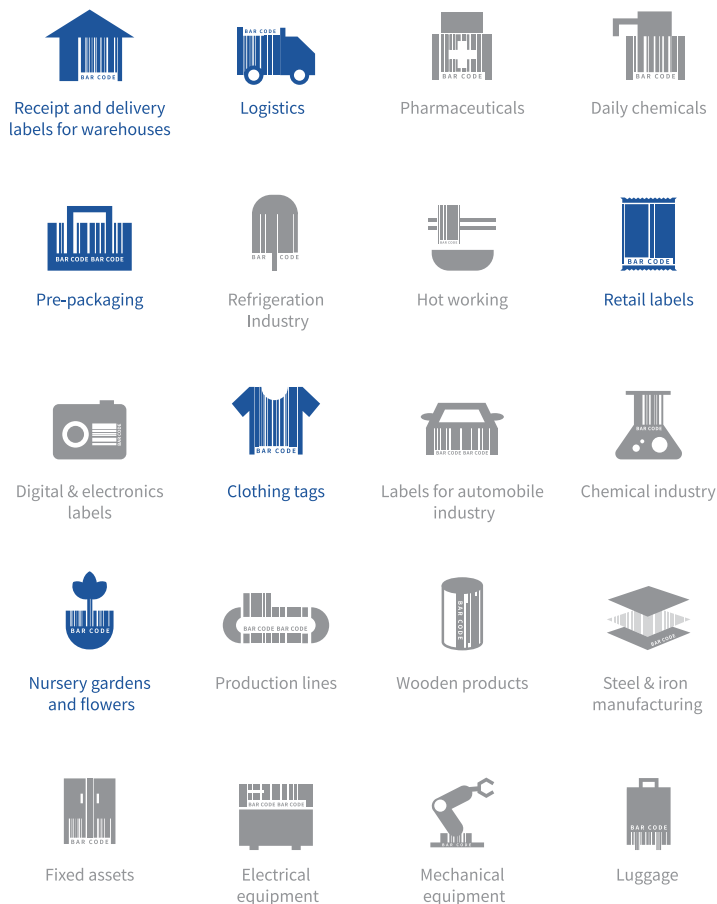 BAR CODE
BAR CODE
BAR CODE
BAR CODE
Receipt and delivery
labels for warehouses
Logistics
Pharmaceuticals
Daily chemicals
BAR CODE BAR CODE
BAR CODE
BAR CODE
BAR CODE
Pre-packaging
Refrigeration
Industry
Hot working
Retail labels
BAR CODE
BAR CODE
BAR CODE BAR CODE
BAR CODE
Digital & electronics
labels
Clothing tags
Labels for automobile
industry
Chemical industry
BAR CODE
BAR CODE BAR CODE
BAR CODE
BAR CODE
Nursery gardens
and flowers
Production lines
Wooden products
Steel & iron
manufacturing
BAR CODE
BAR CODE BAR CODE
BAR CODE
BAR CODE
Fixed assets
Electrical
equipment
Mechanical
equipment
Luggage